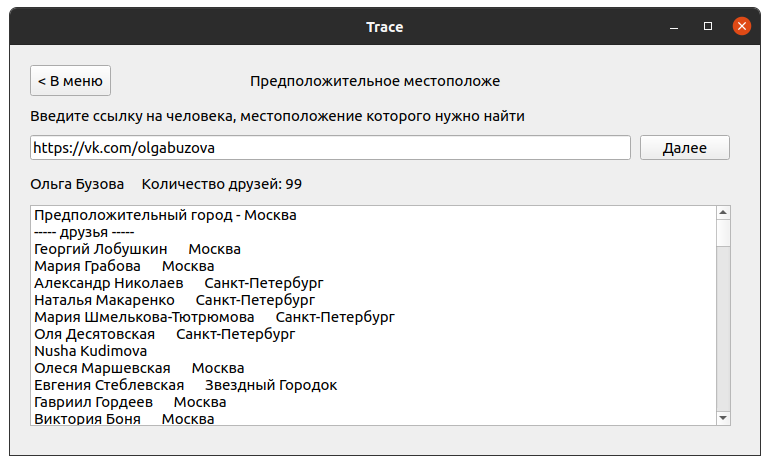 Trace
< В меню
Предположительное местоположе
Введите ссылку на человека, местоположение которого нужно найти
https://vk.com/olgabuzova
Далее
Ольга Бузова Количество друзей: 99
Предположительный город - Москва
----- друзья -----
Георгий Лобушкин Москва
Мария Грабова Москва
Александр Николаев Санкт-Петербург
Наталья Макаренко Санкт-Петербург
Мария Шмелькова-Тютрюмова Санкт-Петербург
Оля Десятовская Санкт-Петербург
Nusha Kudimova
Олеся Маршевская Москва
Евгения Стеблевская Звездный Городок
Гавриил Гордеев Москва
Виктория Боня Москва